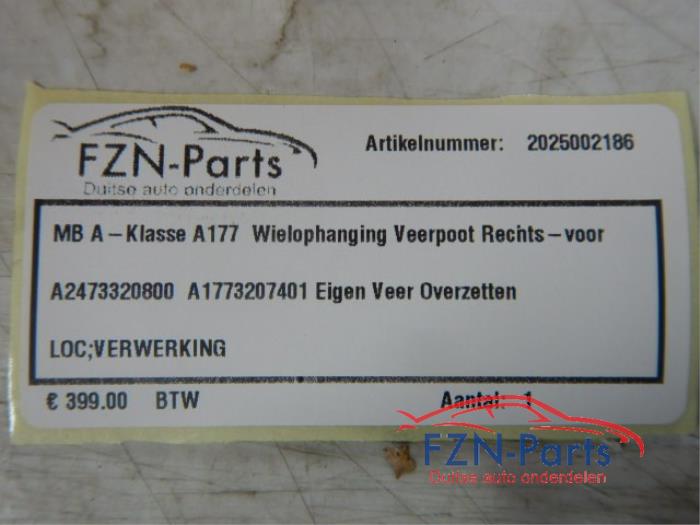 FZN-Parts
Duitse auto onderdelen
Artikelnummer: 2025002186
MB A-Klasse A177 Wielophanging Veerpoot Rechts-voor
A2473320800 A1773207401 Eigen Veer Overzetten
LOC;VERWERKING
€ 399.00 BTW Aantal: 1
FZN-Parts
Duitse auto onderdelen